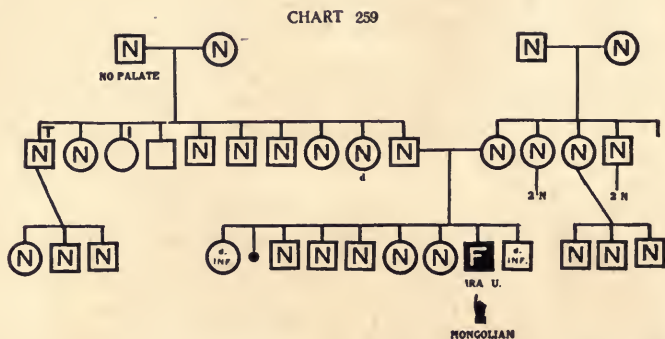 CHART 259
N N N N
NO PALATE
T I
N N N N N N N N N N N N
d
2 N 2 N
N N N d. INF. N N N N N F d. INF. N N N
IRA U.
MONGOLIAN